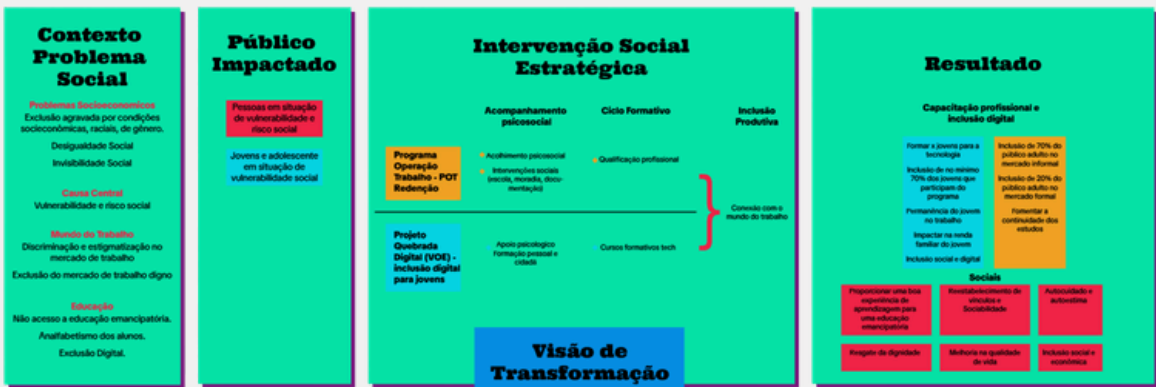 Contexto
Problema
Social
Problemas Socioeconomicos
Exclusão agravada por condições
socioconômicas, raciais, de gênero.
Desigualdade Social
Invisibilidade Social
Causa Central
Vulnerabilidade e risco social
Mundo do Trabalho
Discriminação e estigmatização no
mercado de trabalho
Exclusão do mercado de trabalho digno
Educação
Não acesso a educação emancipatória.
Analfabetismo dos alunos.
Exclusão Digital.
Público
Impactado
Pessoas em situação
de vulnerabilidade e
risco social
Jovens e adolescente
em situação de
vulnerabilidade social
Intervenção Social
Estratégica
Acompanhamento
psicosocial
Ciclo Formativo
Inclusão
Produtiva
Programa
Operação
Trabalho - POT
Redenção
Acolhimento psicosocial
Intervenções sociais
(escola, moradia, docu-
mentação)
Qualificação profissional
Conexão com o
mundo do trabalho
Projeto
Quebrada
Digital (VOE) -
inclusão digital
para jovens
Apoio psicologico
Formação pessoal e
cidadã
Cursos formativos tech
Visão de
Transformação
Resultado
Capacitação profissional e
inclusão digital
Formar x jovens para a
tecnologia
Inclusão de no mínimo
70% dos jovens que
participam do
programa
Permanência do jovem
no trabalho
Impactar na renda
familiar do jovem
Inclusão social e digital
Inclusão de 70% do
público adulto no
mercado informal
Inclusão de 20% do
público adulto no
mercado formal
Fomentar a
continuidade dos
estudos
Sociais
Proporcionar uma boa
experiência de
aprendizagem para
uma educação
emancipatória
Reestabelecimento de
vínculos e
Sociabilidade
Autocuidado e
autoestima
Resgate da dignidade
Melhoria na qualidade
de vida
Inclusão social e
econômica